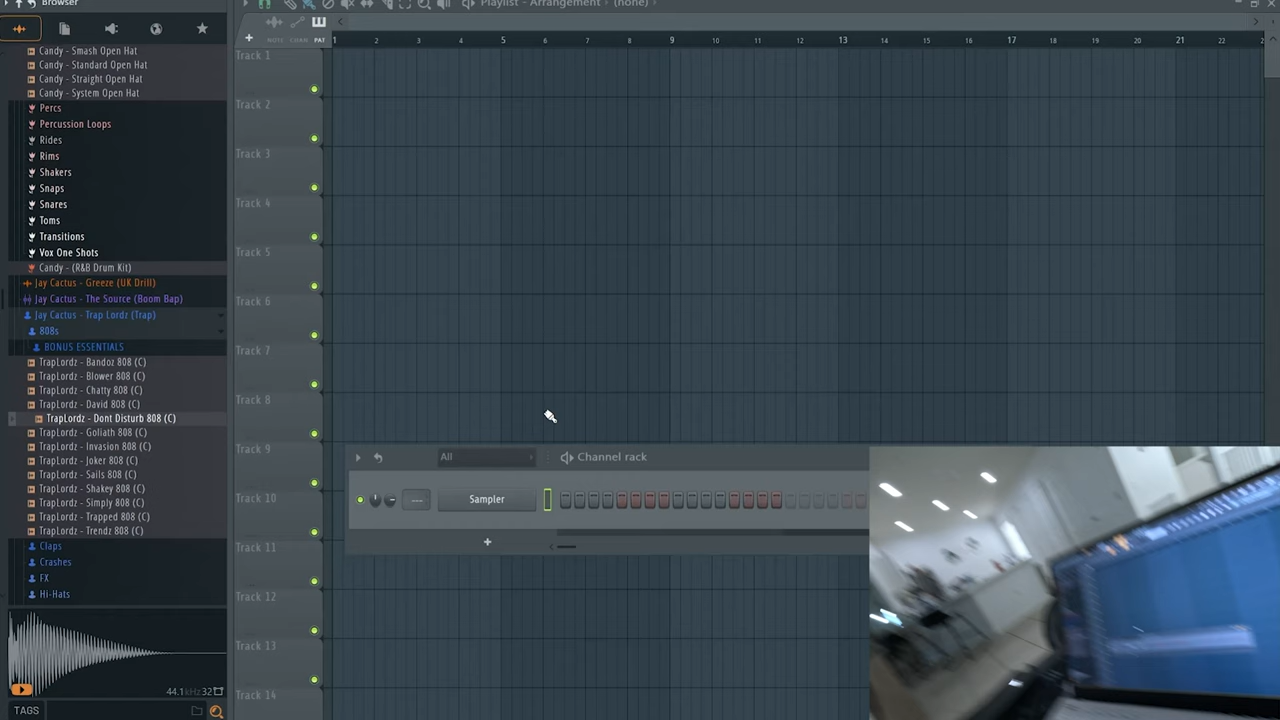 Browser
Playlist - Arrangement › (none) ›
NOTE CHAN PAT
1 2 3 4 5 6 7 8 9 10 11 12 13 14 15 16 17 18 19 20 21 22
Candy - Smash Open Hat
Candy - Standard Open Hat
Candy - Straight Open Hat
Candy - System Open Hat
Percs
Percussion Loops
Rides
Rims
Shakers
Snaps
Snares
Toms
Transitions
Vox One Shots
Candy - (R&B Drum Kit)
Jay Cactus - Greeze (UK Drill)
Jay Cactus - The Source (Boom Bap)
Jay Cactus - Trap Lordz (Trap)
808s
BONUS ESSENTIALS
TrapLordz - Bandoz 808 (C)
TrapLordz - Blower 808 (C)
TrapLordz - Chatty 808 (C)
TrapLordz - David 808 (C)
TrapLordz - Dont Disturb 808 (C)
TrapLordz - Goliath 808 (C)
TrapLordz - Invasion 808 (C)
TrapLordz - Joker 808 (C)
TrapLordz - Sails 808 (C)
TrapLordz - Shakey 808 (C)
TrapLordz - Simply 808 (C)
TrapLordz - Trapped 808 (C)
TrapLordz - Trendz 808 (C)
Claps
Crashes
FX
Hi-Hats
44.1kHz 32
TAGS
Track 1
Track 2
Track 3
Track 4
Track 5
Track 6
Track 7
Track 8
Track 9
Track 10
Track 11
Track 12
Track 13
Track 14
All
Channel rack
Sampler